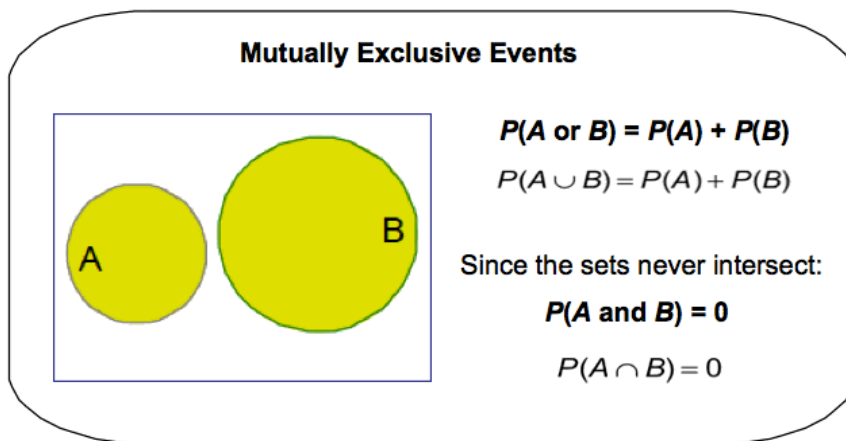 Mutually Exclusive Events
P(A or B) = P(A) + P(B)
P(A ∪ B) = P(A) + P(B)
A
B
Since the sets never intersect:
P(A and B) = 0
P(A ∩ B) = 0